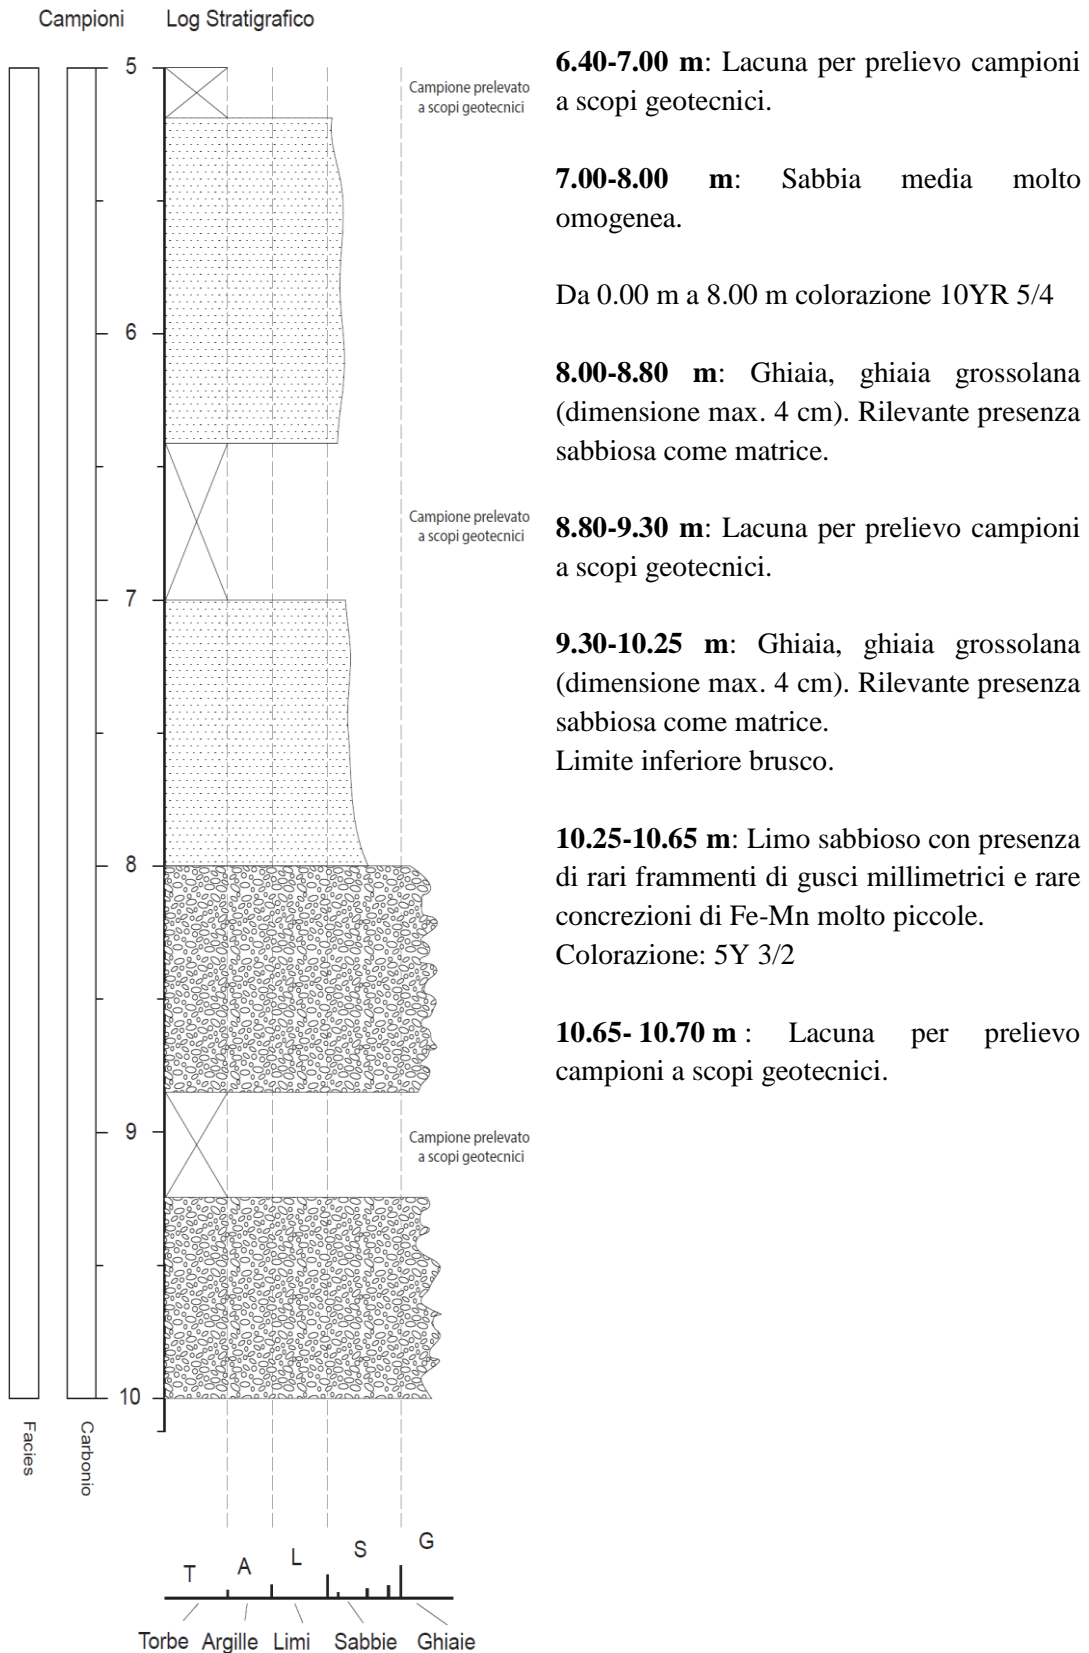 Campioni Log Stratigrafico
5
Campione prelevato
a scopi geotecnici
6
Campione prelevato
a scopi geotecnici
7
8
9
Campione prelevato
a scopi geotecnici
10
Facies
Carbonio
T A L S G
Torbe Argille Limi Sabbie Ghiaie
6.40-7.00 m: Lacuna per prelievo campioni
a scopi geotecnici.
7.00-8.00 m: Sabbia media molto
omogenea.
Da 0.00 m a 8.00 m colorazione 10YR 5/4
8.00-8.80 m: Ghiaia, ghiaia grossolana
(dimensione max. 4 cm). Rilevante presenza
sabbiosa come matrice.
8.80-9.30 m: Lacuna per prelievo campioni
a scopi geotecnici.
9.30-10.25 m: Ghiaia, ghiaia grossolana
(dimensione max. 4 cm). Rilevante presenza
sabbiosa come matrice.
Limite inferiore brusco.
10.25-10.65 m: Limo sabbioso con presenza
di rari frammenti di gusci millimetrici e rare
concrezioni di Fe-Mn molto piccole.
Colorazione: 5Y 3/2
10.65- 10.70 m : Lacuna per prelievo
campioni a scopi geotecnici.